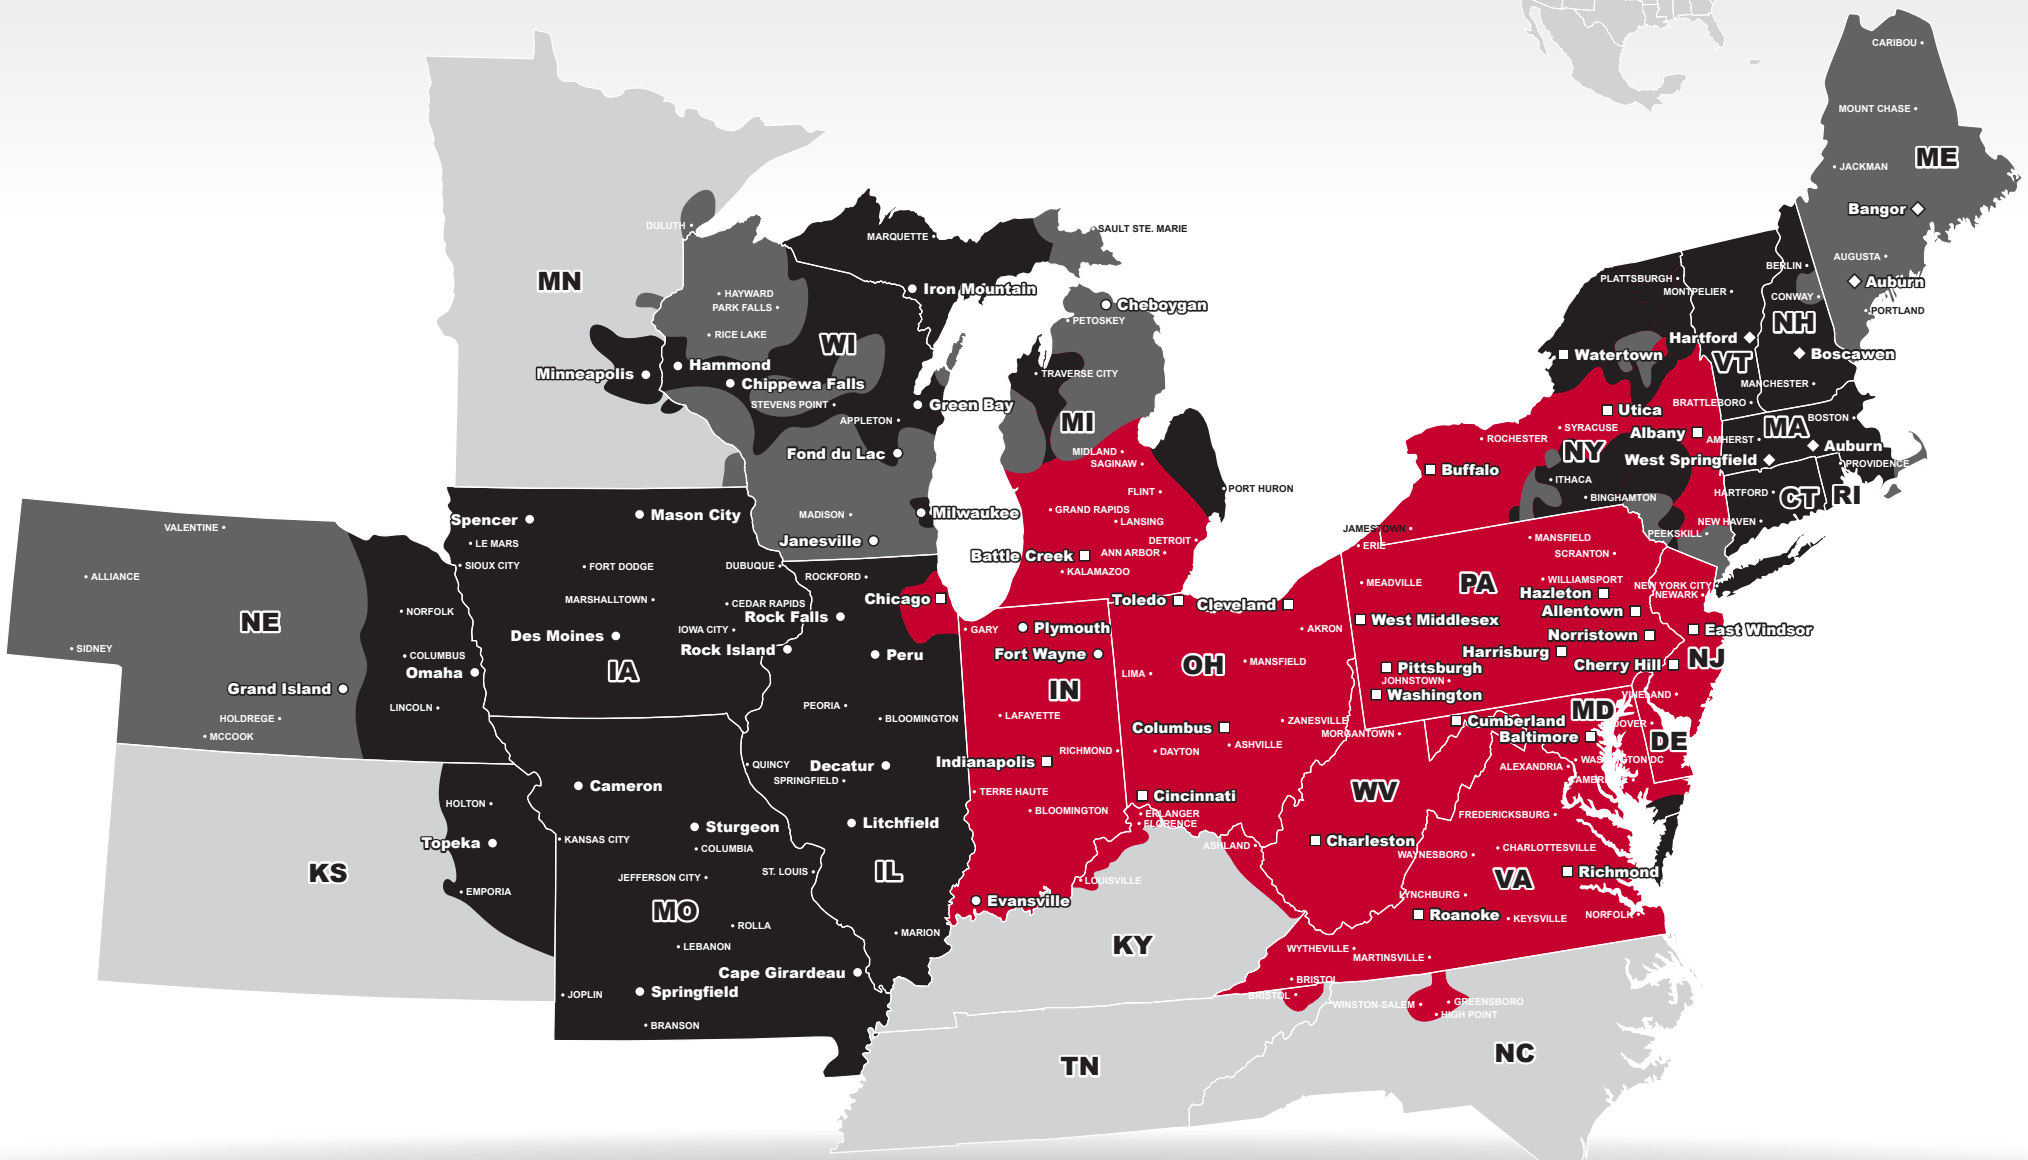 CARIBOU
MOUNT CHASE
ME
JACKMAN
Bangor
DULUTH
MARQUETTE
SAULT STE. MARIE
AUGUSTA
BERLIN
PLATTSBURGH
MN
Auburn
MONTPELIER
Iron Mountain
HAYWARD
CONWAY
PARK FALLS
Cheboygan
PORTLAND
PETOSKEY
NH
RICE LAKE
WI
Hartford
Watertown
Boscawen
VT
Hammond
Minneapolis
TRAVERSE CITY
Chippewa Falls
MANCHESTER
STEVENS POINT
Green Bay
BRATTLEBORO
APPLETON
MI
Utica
BOSTON
SYRACUSE
MA
Albany
ROCHESTER
AMHERST
Auburn
Fond du Lac
MIDLAND
NY
SAGINAW
West Springfield
PROVIDENCE
Buffalo
ITHACA
FLINT
PORT HURON
HARTFORD
CT
RI
BINGHAMTON
GRAND RAPIDS
Spencer
Mason City
MADISON
Milwaukee
LANSING
NEW HAVEN
VALENTINE
JAMESTOWN
PEEKSKILL
LE MARS
Janesville
DETROIT
ERIE
MANSFIELD
Battle Creek
ANN ARBOR
SCRANTON
SIOUX CITY
FORT DODGE
DUBUQUE
KALAMAZOO
ALLIANCE
ROCKFORD
MEADVILLE
PA
WILLIAMSPORT
NEW YORK CITY
Hazleton
NEWARK
MARSHALLTOWN
CEDAR RAPIDS
Chicago
Toledo
Cleveland
NORFOLK
Rock Falls
Allentown
NE
IOWA CITY
GARY
Plymouth
AKRON
West Middlesex
East Windsor
Des Moines
Norristown
SIDNEY
COLUMBUS
Rock Island
Peru
Fort Wayne
Harrisburg
NJ
Omaha
IA
LIMA
OH
MANSFIELD
Pittsburgh
Cherry Hill
JOHNSTOWN
Grand Island
IN
Washington
VINELAND
LINCOLN
PEORIA
HOLDREGE
BLOOMINGTON
LAFAYETTE
ZANESVILLE
Cumberland
MD
DOVER
MCCOOK
Columbus
MORGANTOWN
Baltimore
DE
RICHMOND
DAYTON
ASHVILLE
QUINCY
Decatur
Indianapolis
ALEXANDRIA
WASHINGTON DC
SPRINGFIELD
Cameron
TERRE HAUTE
Cincinnati
WV
HOLTON
BLOOMINGTON
ERLANGER
FLORENCE
FREDERICKSBURG
Sturgeon
Litchfield
KANSAS CITY
Topeka
COLUMBIA
ASHLAND
Charleston
CHARLOTTESVILLE
WAYNESBORO
KS
JEFFERSON CITY
ST. LOUIS
IL
LOUISVILLE
VA
Richmond
EMPORIA
Evansville
LYNCHBURG
MO
Roanoke
KEYSVILLE
NORFOLK
ROLLA
MARION
LEBANON
KY
WYTHEVILLE
MARTINSVILLE
Cape Girardeau
BRISTOL
Springfield
JOPLIN
BRISTOL
WINSTON-SALEM
GREENSBORO
HIGH POINT
BRANSON
TN
NC